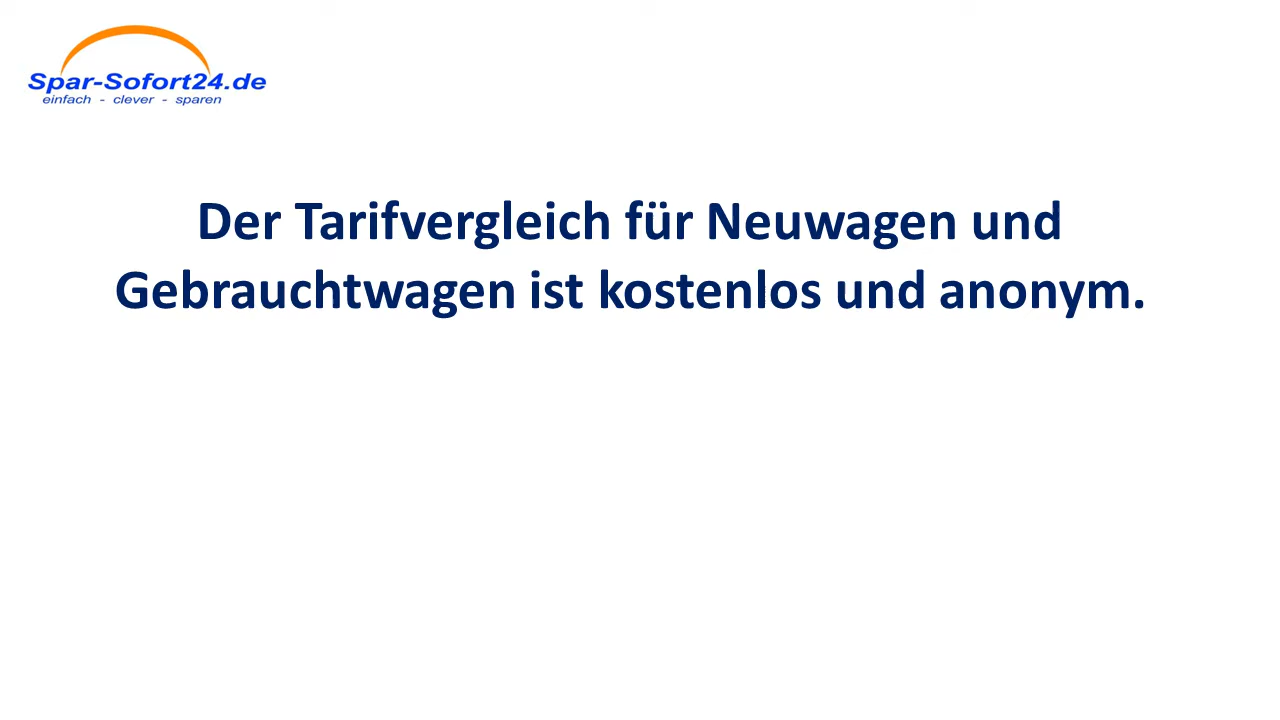 Spar-Sofort24.de
einfach - clever - sparen
Der Tarifvergleich für Neuwagen und
Gebrauchtwagen ist kostenlos und anonym.